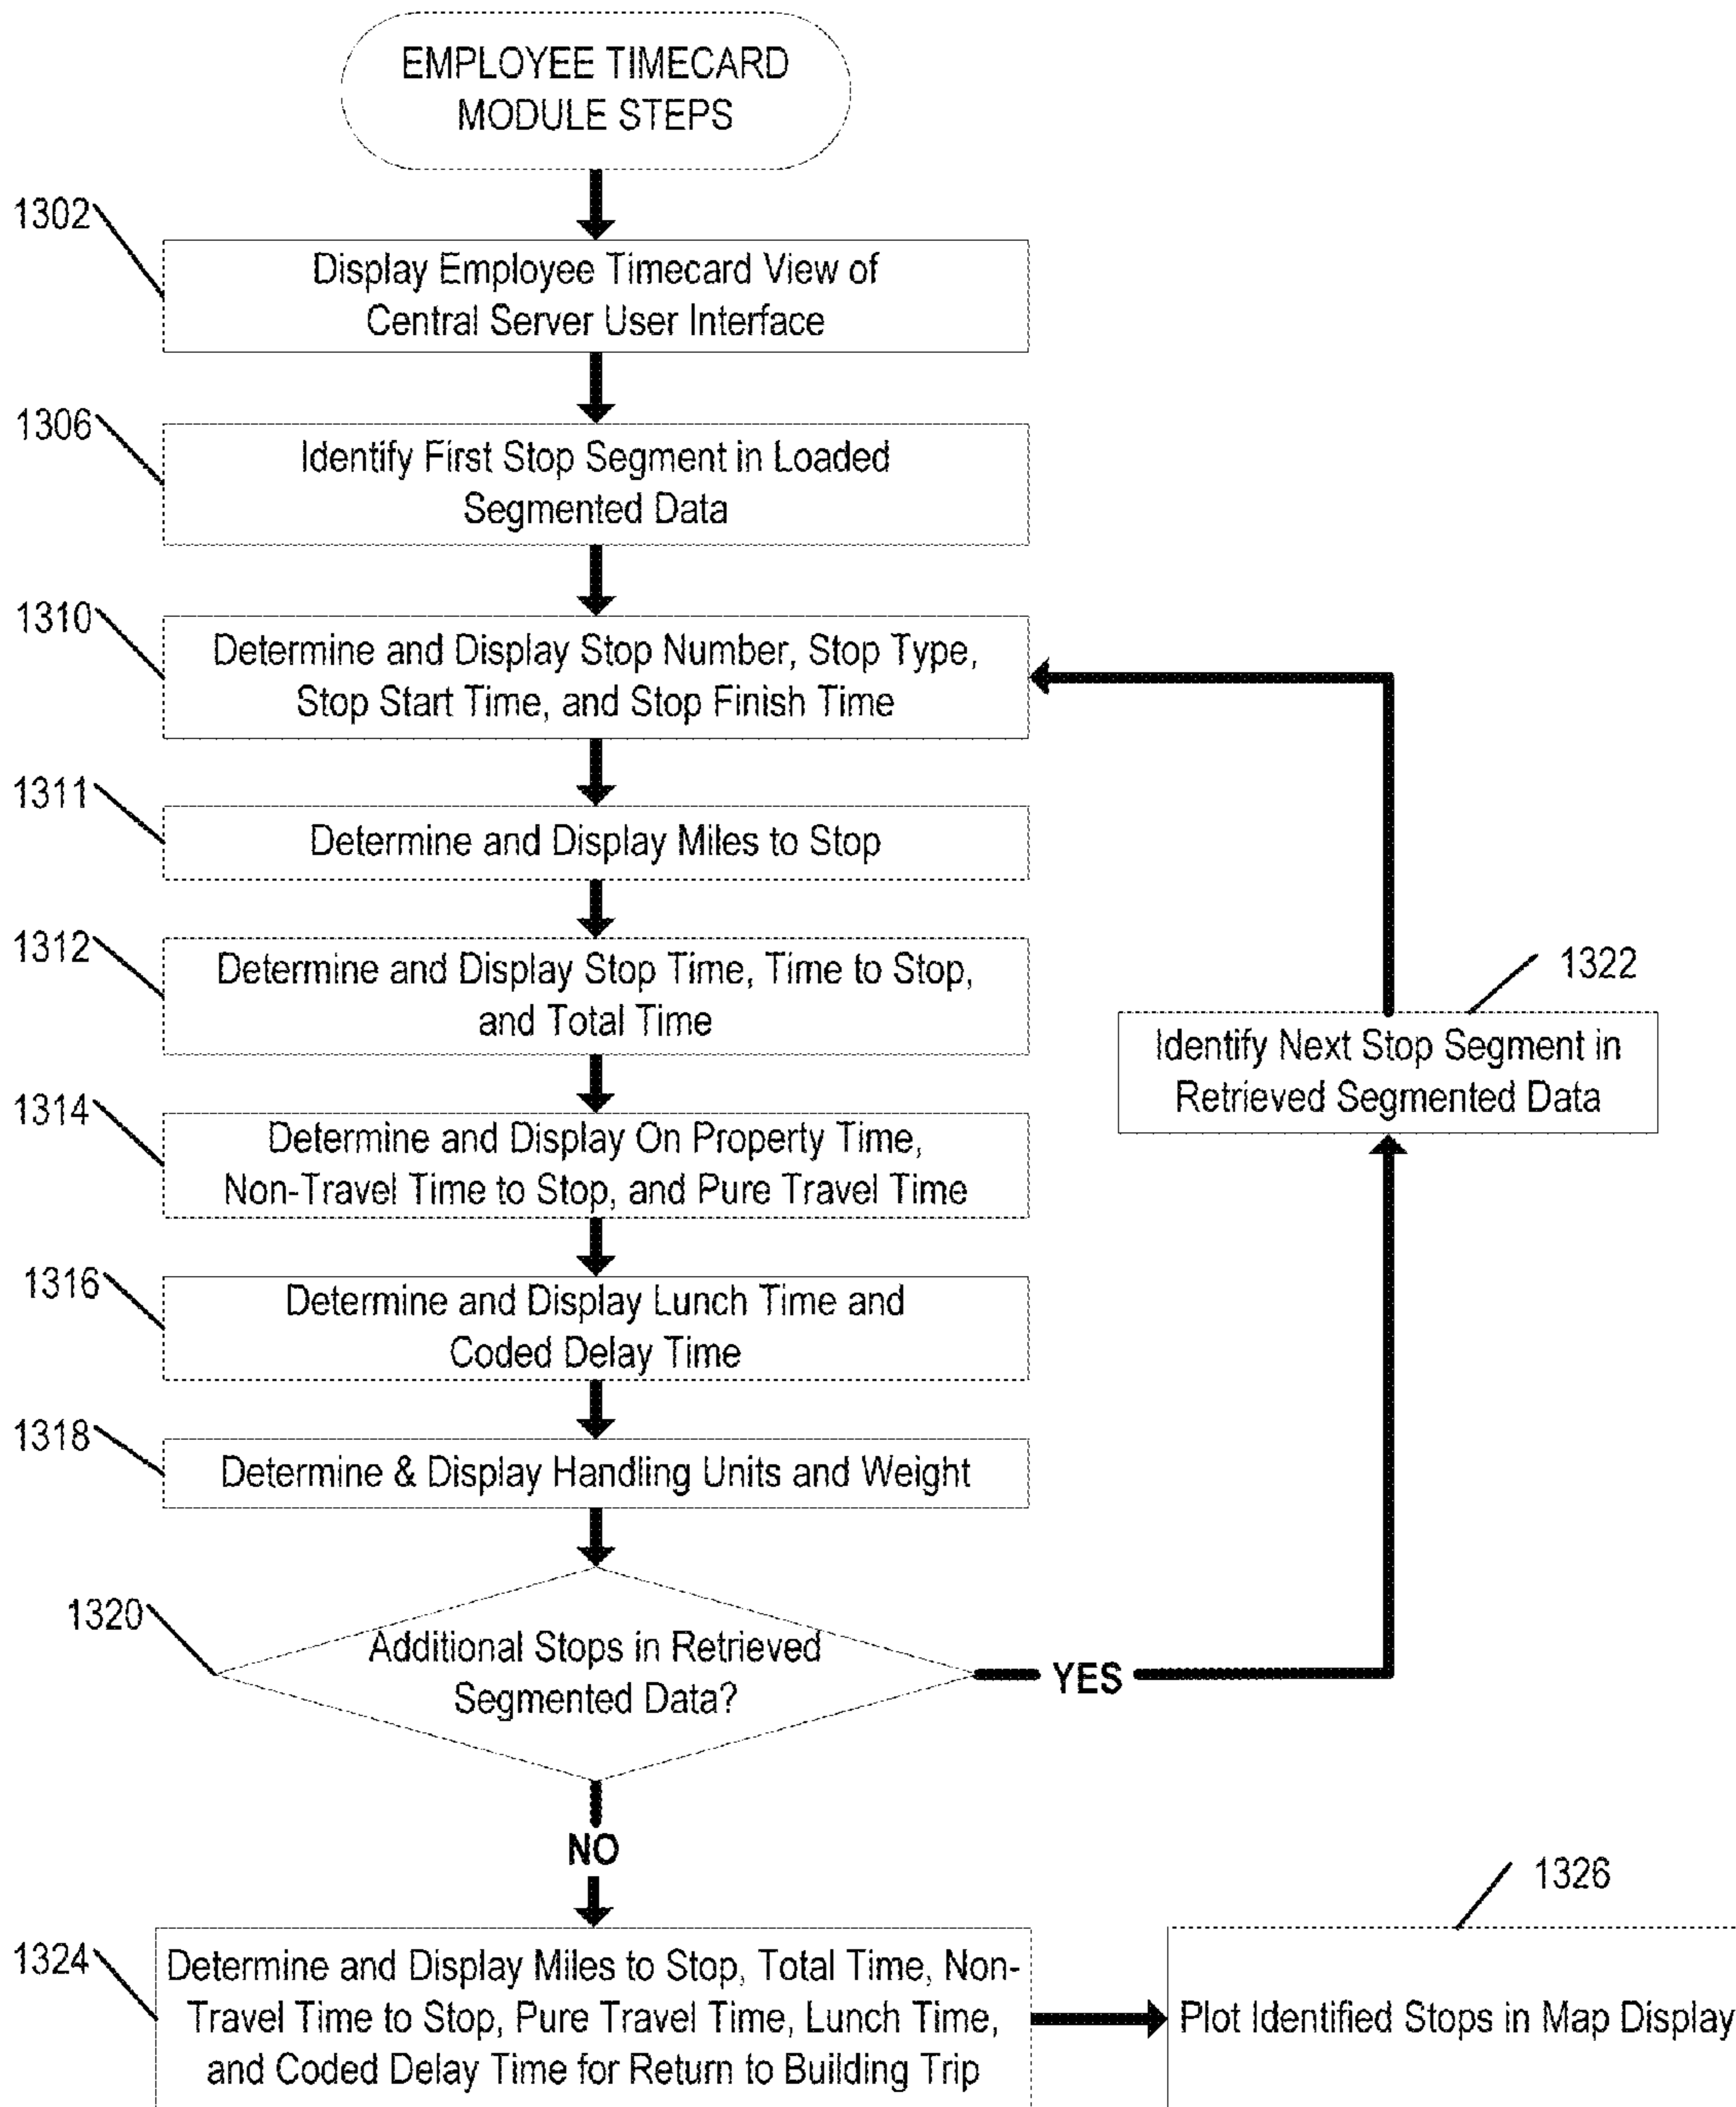 EMPLOYEE TIMECARD
MODULE STEPS
1302
Display Employee Timecard View of
Central Server User Interface
1306
Identify First Stop Segment in Loaded
Segmented Data
1310
Determine and Display Stop Number, Stop Type,
Stop Start Time, and Stop Finish Time
1311
Determine and Display Miles to Stop
1312
Determine and Display Stop Time, Time to Stop,
and Total Time
1322
Identify Next Stop Segment in
Retrieved Segmented Data
1314
Determine and Display On Property Time,
Non-Travel Time to Stop, and Pure Travel Time
1316
Determine and Display Lunch Time and
Coded Delay Time
1318
Determine & Display Handling Units and Weight
1320
Additional Stops in Retrieved
Segmented Data?
YES
NO
1324
Determine and Display Miles to Stop, Total Time, Non-
Travel Time to Stop, Pure Travel Time, Lunch Time,
and Coded Delay Time for Return to Building Trip
1326
Plot Identified Stops in Map Display